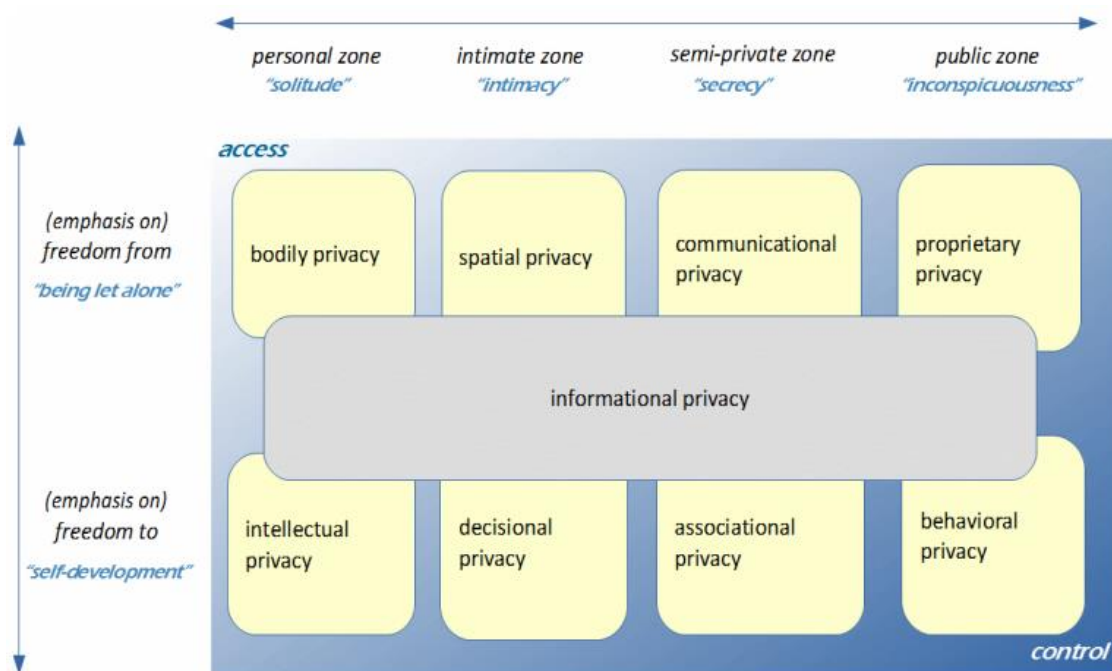 personal zone
"solitude"
intimate zone
"intimacy"
semi-private zone
"secrecy"
public zone
"inconspicuousness"
access
(emphasis on)
freedom from
"being let alone"
bodily privacy
spatial privacy
communicational
privacy
proprietary
privacy
informational privacy
(emphasis on)
freedom to
"self-development"
intellectual
privacy
decisional
privacy
associational
privacy
behavioral
privacy
control